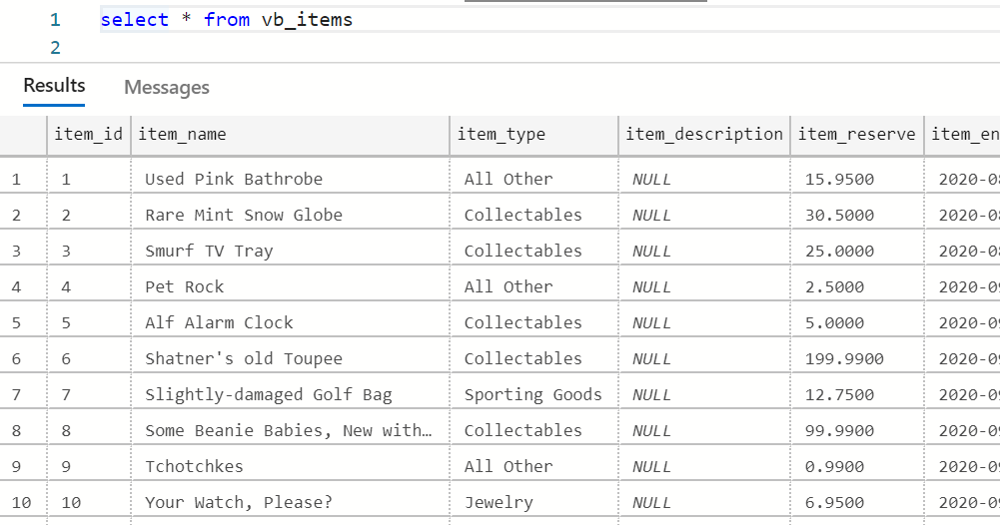 1 select * from vb_items
2
Results Messages
item_id item_name item_type item_description item_reserve item_en
1 1 Used Pink Bathrobe All Other NULL 15.9500 2020-08
2 2 Rare Mint Snow Globe Collectables NULL 30.5000 2020-08
3 3 Smurf TV Tray Collectables NULL 25.0000 2020-08
4 4 Pet Rock All Other NULL 2.5000 2020-09
5 5 Alf Alarm Clock Collectables NULL 5.0000 2020-09
6 6 Shatner's old Toupee Collectables NULL 199.9900 2020-09
7 7 Slightly-damaged Golf Bag Sporting Goods NULL 12.7500 2020-09
8 8 Some Beanie Babies, New with… Collectables NULL 99.9900 2020-09
9 9 Tchotchkes All Other NULL 0.9900 2020-09
10 10 Your Watch, Please? Jewelry NULL 6.9500 2020-09